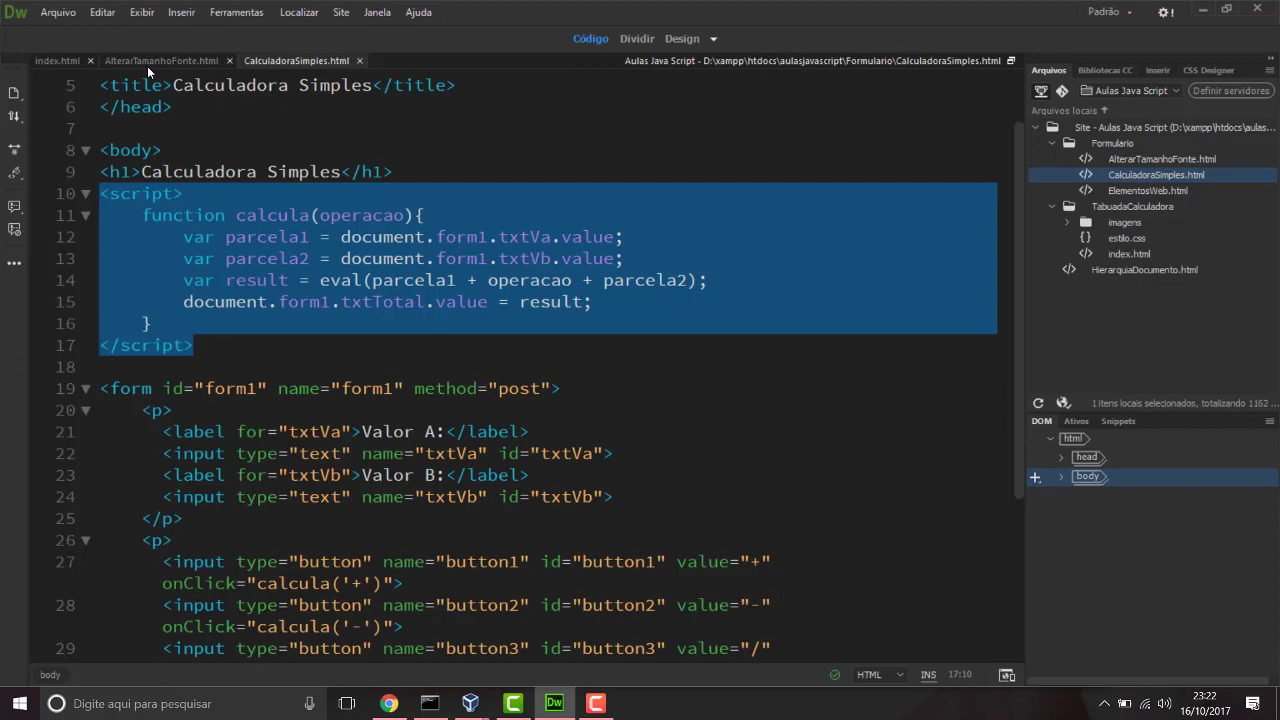 Dw Arquivo Editar Exibir Inserir Ferramentas Localizar Site Janela Ajuda Padrão
Código Dividir Design
index.html AlterarTamanhoFonte.html CalculadoraSimples.html Aulas Java Script - D:\xampp\htdocs\aulasjavascript\Formulario\CalculadoraSimples.html
5 <title>Calculadora Simples</title>
6 </head>
7
8 <body>
9 <h1>Calculadora Simples</h1>
10 <script>
11 function calcula(operacao){
12 var parcela1 = document.form1.txtVa.value;
13 var parcela2 = document.form1.txtVb.value;
14 var result = eval(parcela1 + operacao + parcela2);
15 document.form1.txtTotal.value = result;
16 }
17 </script>
18
19 <form id="form1" name="form1" method="post">
20 <p>
21 <label for="txtVa">Valor A:</label>
22 <input type="text" name="txtVa" id="txtVa">
23 <label for="txtVb">Valor B:</label>
24 <input type="text" name="txtVb" id="txtVb">
25 </p>
26 <p>
27 <input type="button" name="button1" id="button1" value="+"
onClick="calcula('+')">
28 <input type="button" name="button2" id="button2" value="-"
onClick="calcula('-')">
29 <input type="button" name="button3" id="button3" value="/"
body HTML INS 17:10
Arquivos Bibliotecas CC Inserir CSS Designer
Aulas Java Script Definir servidores
Arquivos locais
Site - Aulas Java Script (D:\xampp\htdocs\aulas...
Formulario
AlterarTamanhoFonte.html
CalculadoraSimples.html
ElementosWeb.html
TabuadaCalculadora
imagens
estilo.css
index.html
HierarquiaDocumento.html
1 itens locais selecionados, totalizando 1162 ...
DOM Ativos Snippets
html
head
body
Digite aqui para pesquisar
Dw
23:22
16/10/2017